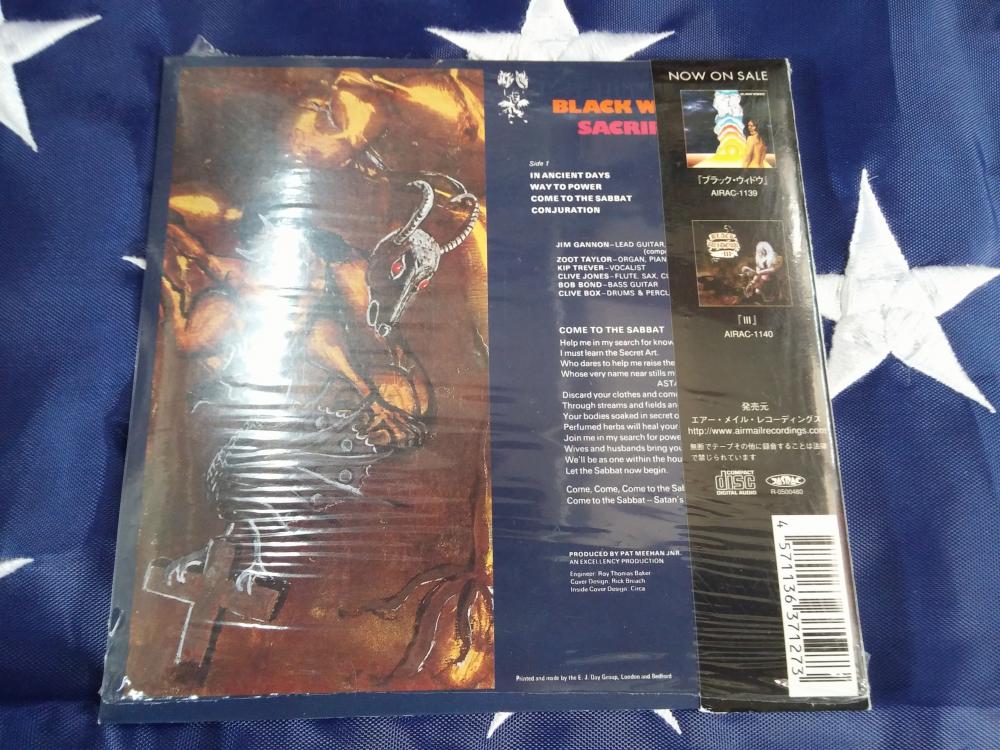 BLACK W
SACRI
Side 1
IN ANCIENT DAYS
WAY TO POWER
COME TO THE SABBAT
CONJURATION
JIM GANNON–LEAD GUITAR,
(comp
ZOOT TAYLOR–ORGAN, PIAN
KIP TREVER–VOCALIST
CLIVE JONES–FLUTE, SAX, CL
BOB BOND–BASS GUITAR
CLIVE BOX–DRUMS & PERCU
COME TO THE SABBAT
Help me in my search for know
I must learn the Secret Art.
Who dares to help me raise the
Whose very name near stills m
ASTA
Discard your clothes and com
Through streams and fields an
Your bodies soaked in secret o
Perfumed herbs will heal your
Join me in my search for powe
Wives and husbands bring you
We'll be as one within the hou
Let the Sabbat now begin.
Come, Come, Come to the Sab
Come to the Sabbat – Satan's
PRODUCED BY PAT MEEHAN JNR.
AN EXCELLENCY PRODUCTION
Engineer: Roy Thomas Baker
Cover Design: Rick Breach
Inside Cover Design: Circa
Printed and made by the E. J. Day Group, London and Bedford
NOW ON SALE
『ブラック・ウィドウ』
AIRAC-1139
BLACK
III
『III』
AIRAC-1140
発売元
エアー・メイル・レコーディングス
http://www.airmailrecordings.com
無断でテープその他に録音することは法律
で禁じられています
COMPACT
disc
DIGITAL AUDIO
JASRAC
R-0500460
4 571136 371273